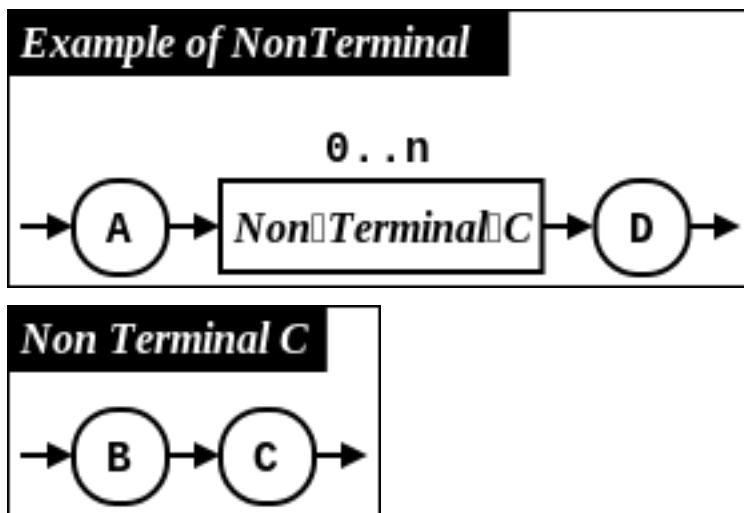 Example of NonTerminal
0..n
A Non▯Terminal▯C D
Non Terminal C
B C